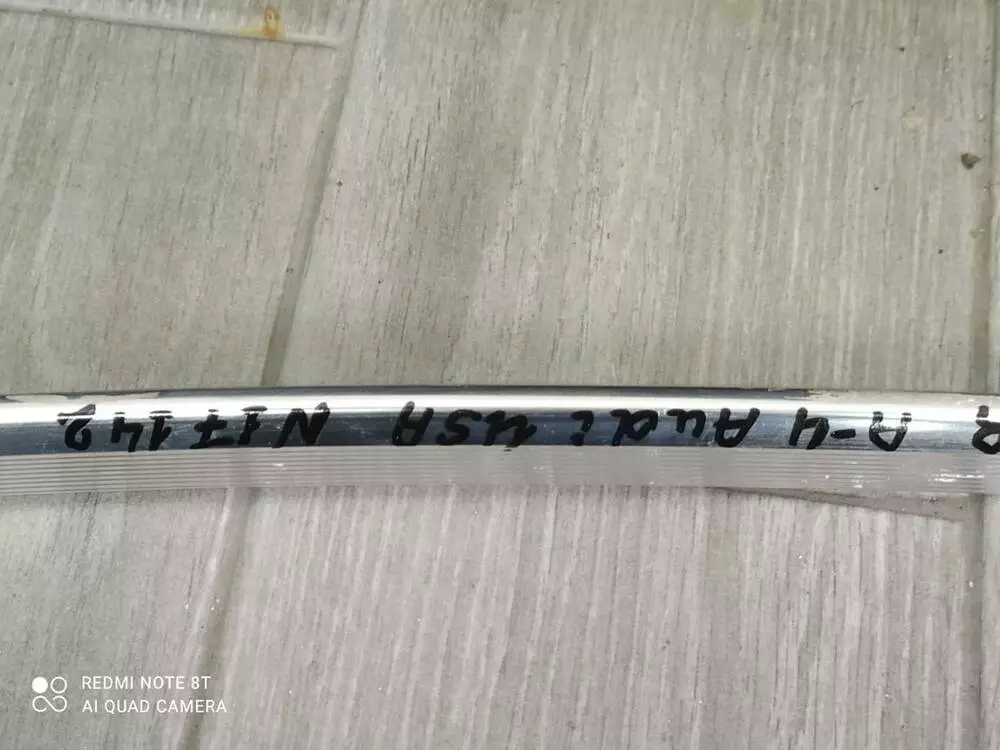 A-4 Audi USA N17142
REDMI NOTE 8T
AI QUAD CAMERA